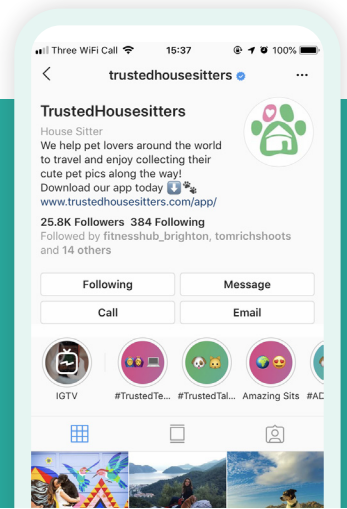 Three WiFi Call 15:37 100%
trustedhousesitters
TrustedHousesitters
House Sitter
We help pet lovers around the world
to travel and enjoy collecting their
cute pet pics along the way!
Download our app today ⬇️🐾
www.trustedhousesitters.com/app/
25.8K Followers 384 Following
Followed by fitnesshub_brighton, tomrichshoots
and 14 others
Following Message
Call Email
IGTV #TrustedTe... #TrustedTal... Amazing Sits #AD